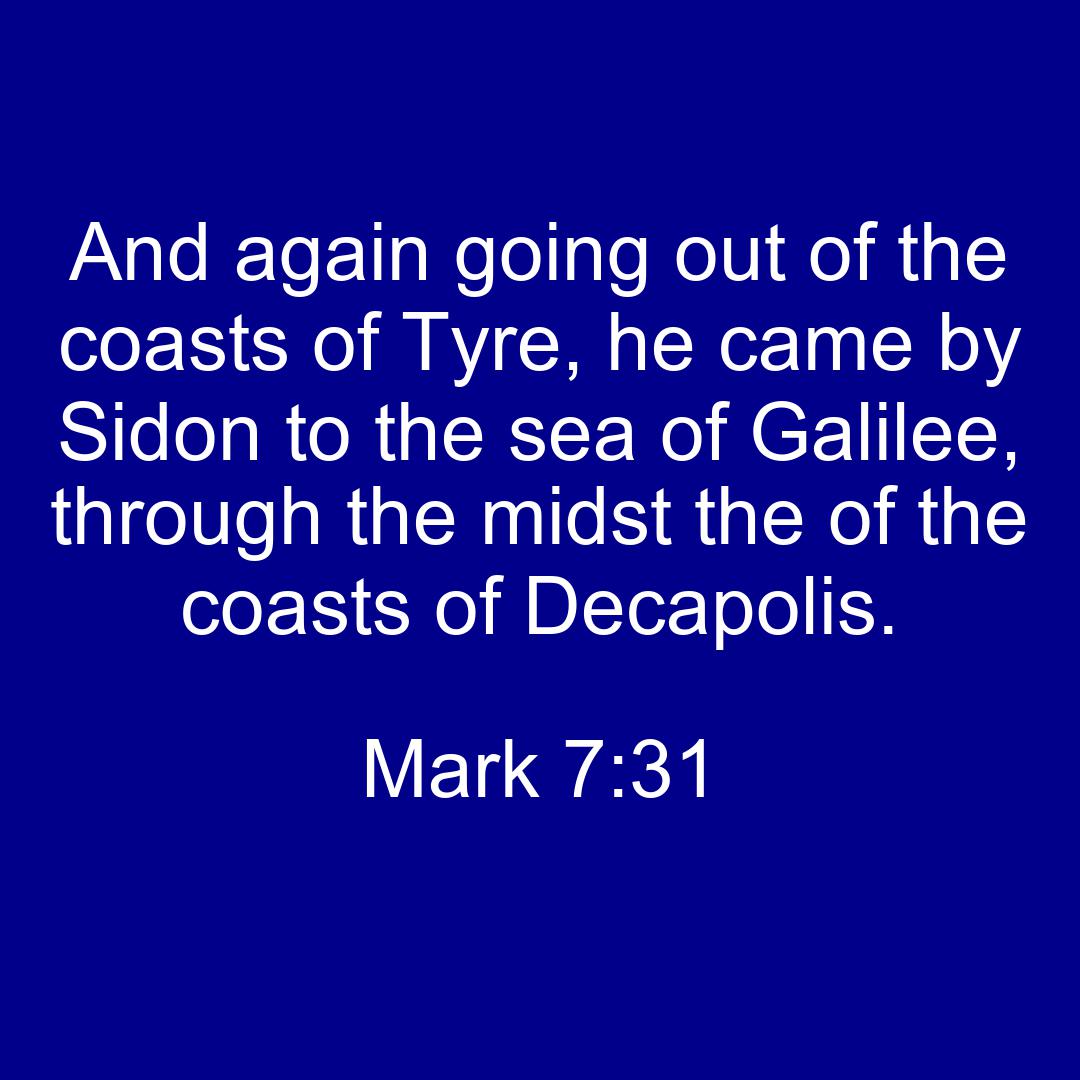 And again going out of the
coasts of Tyre, he came by
Sidon to the sea of Galilee,
through the midst the of the
coasts of Decapolis.
Mark 7:31